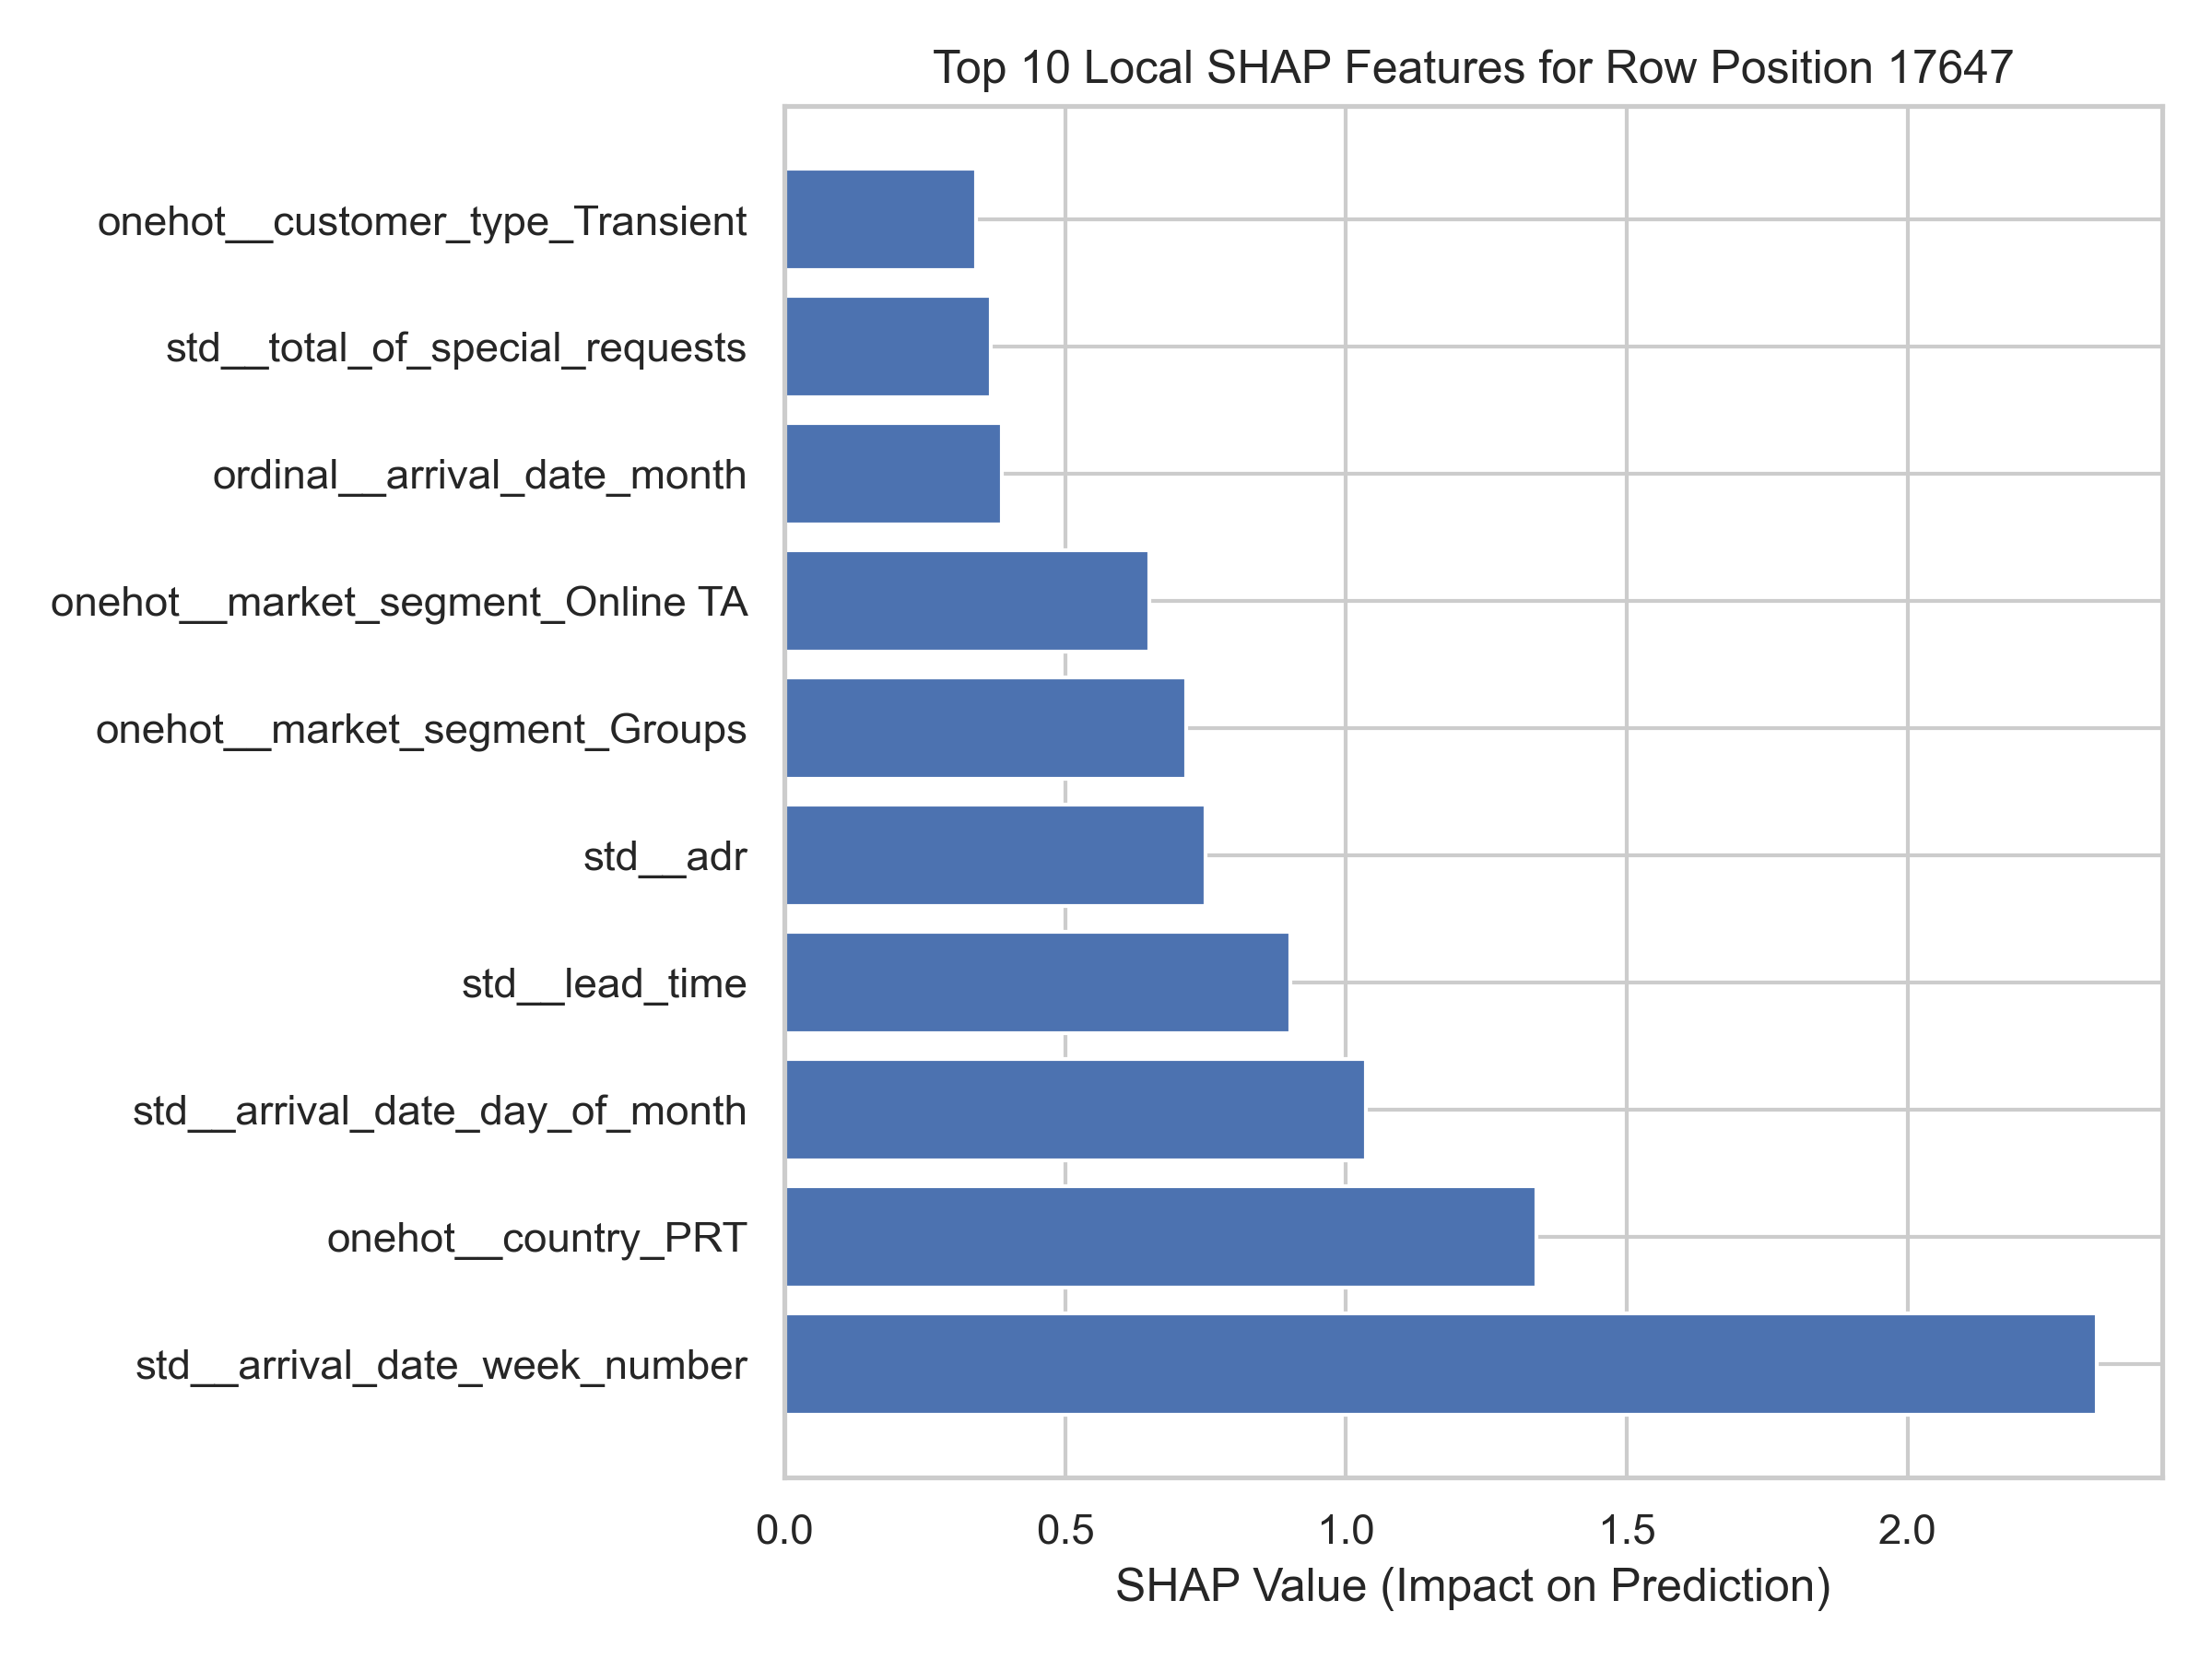 Top 10 Local SHAP Features for Row Position 17647
onehot__customer_type_Transient
std__total_of_special_requests
ordinal__arrival_date_month
onehot__market_segment_Online TA
onehot__market_segment_Groups
std__adr
std__lead_time
std__arrival_date_day_of_month
onehot__country_PRT
std__arrival_date_week_number
0.0 0.5 1.0 1.5 2.0
SHAP Value (Impact on Prediction)